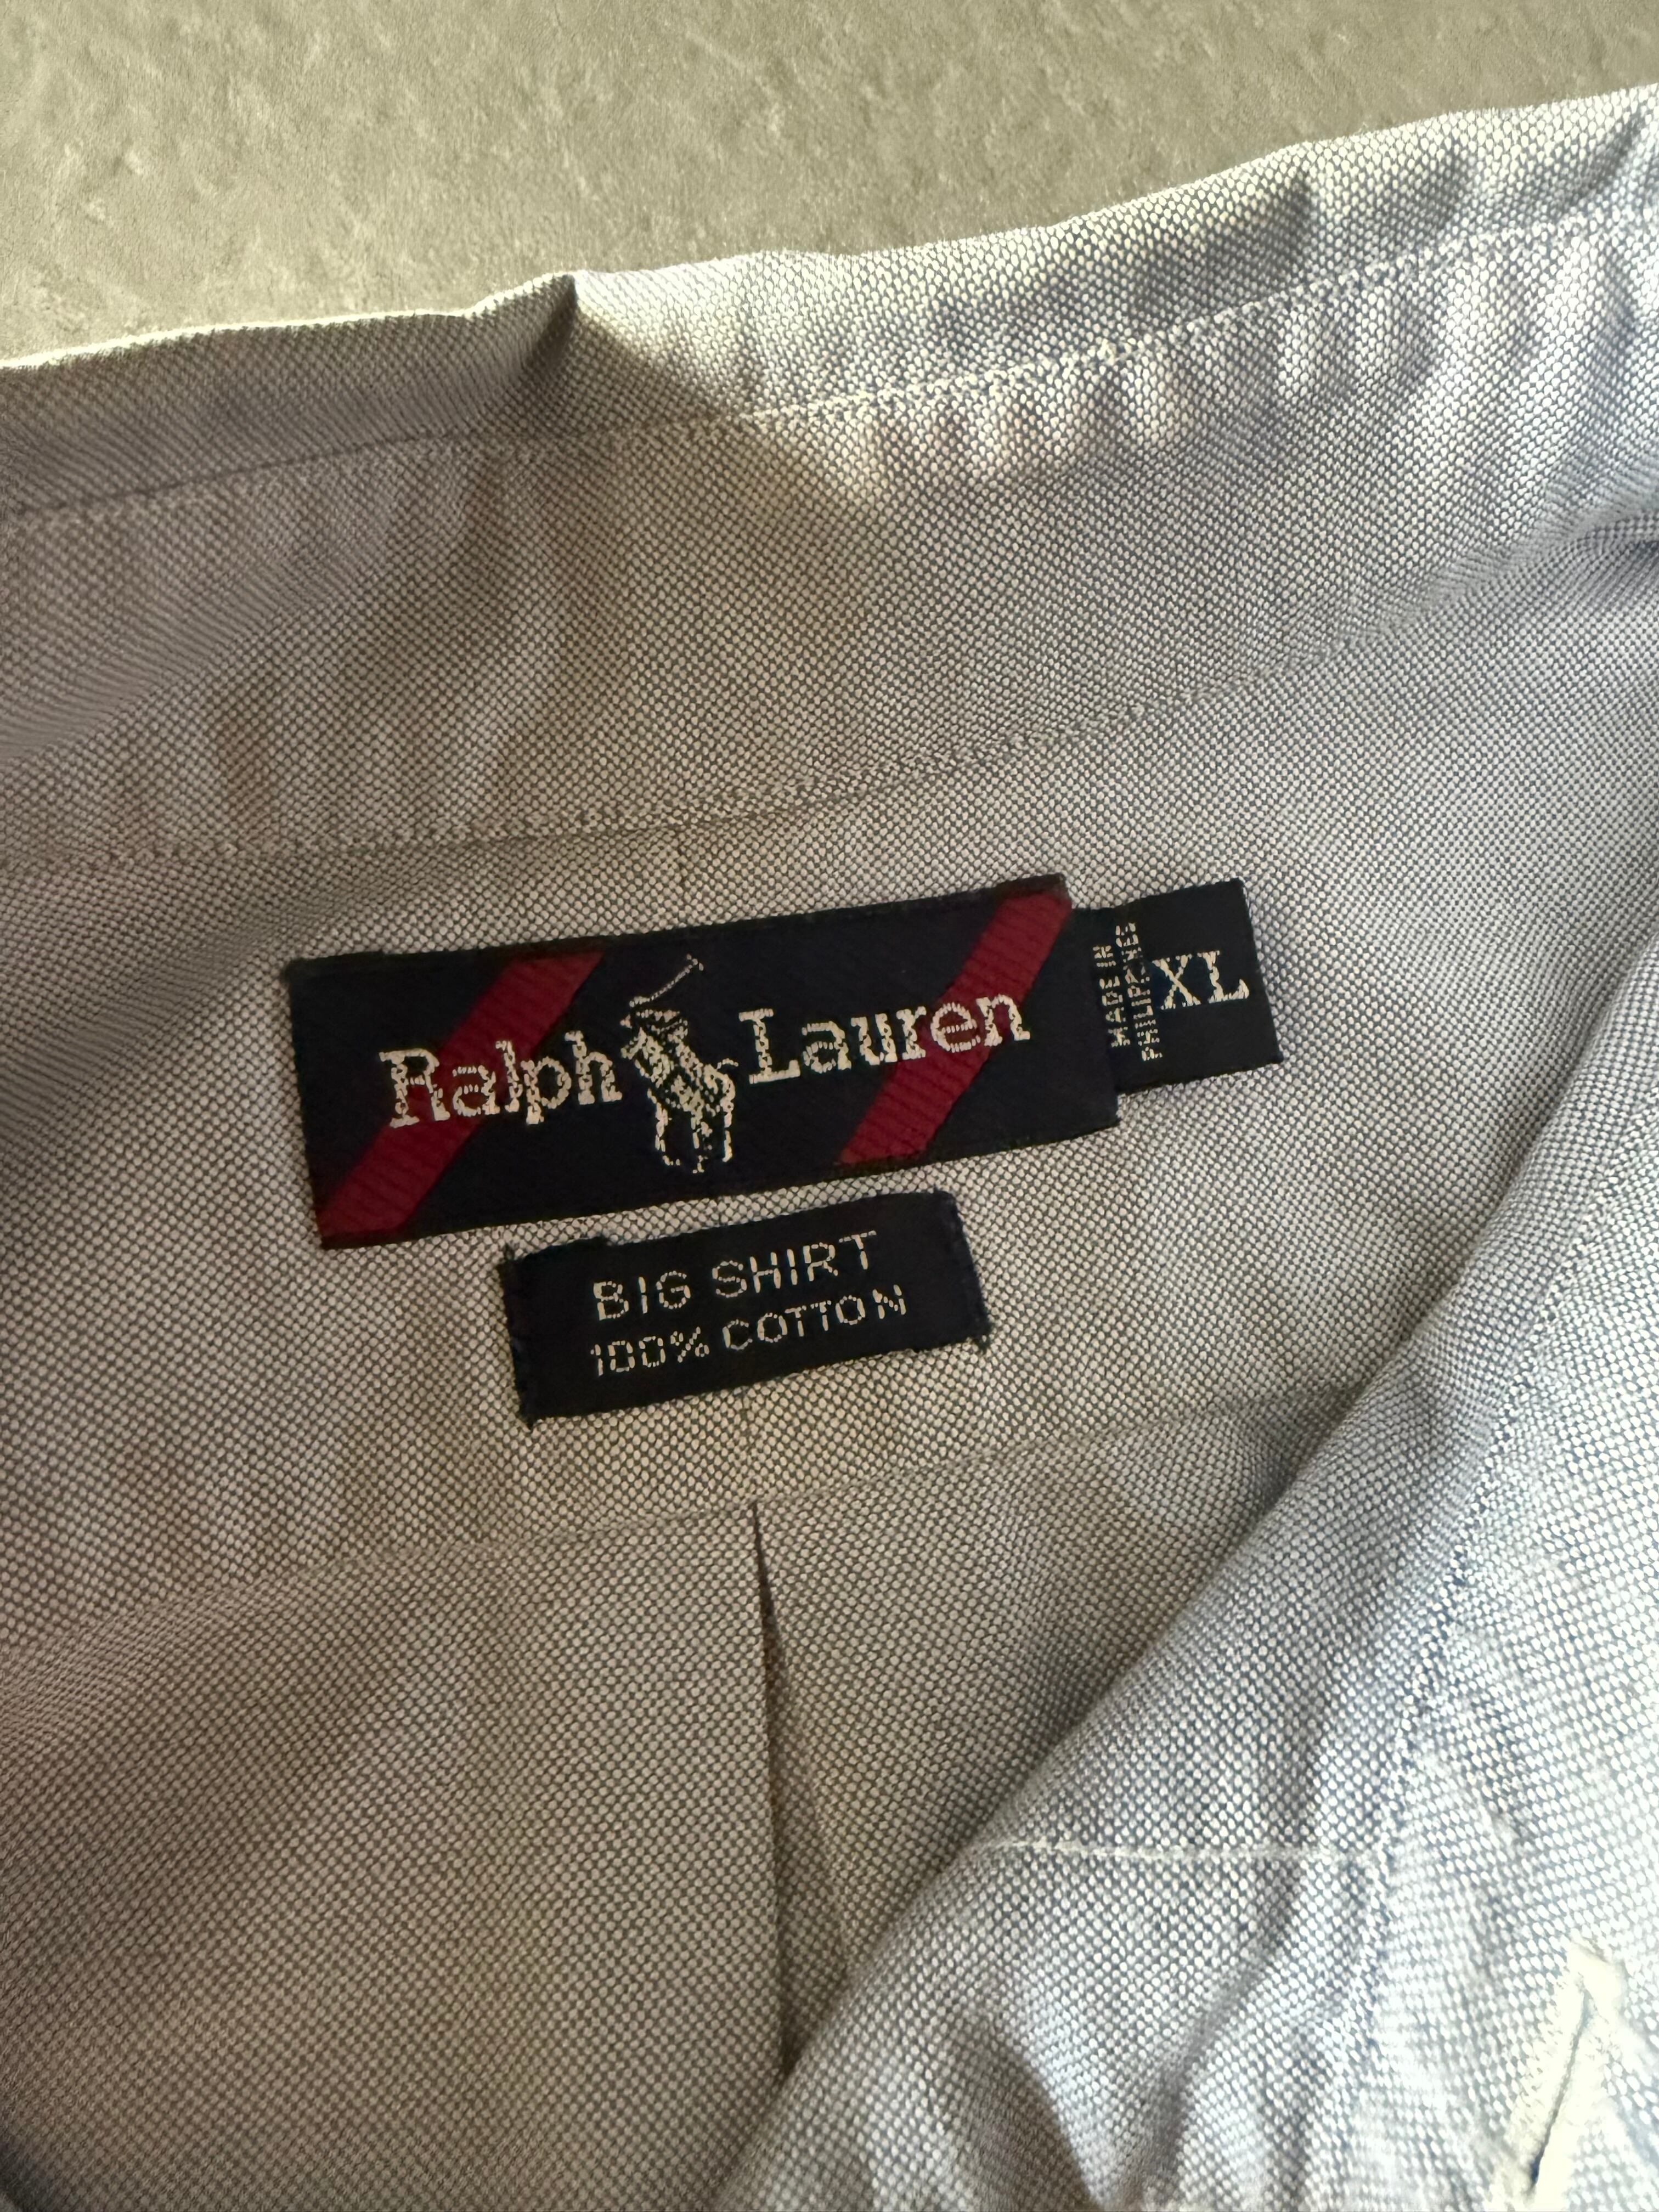 Ralph Lauren
MADE IN
PHILIPPINES
XL
BIG SHIRT
100% COTTON